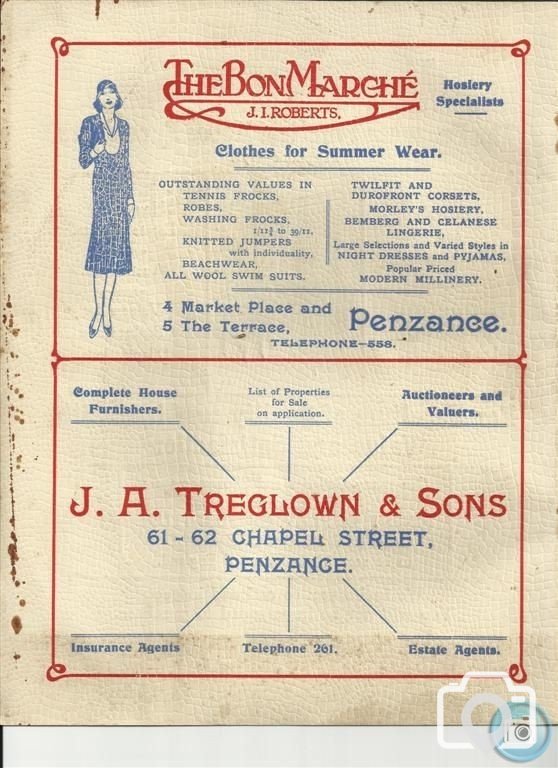 THE BON MARCHÉ
J. I. ROBERTS.
Hosiery
Specialists
Clothes for Summer Wear.
OUTSTANDING VALUES IN
TENNIS FROCKS,
ROBES,
WASHING FROCKS,
1/11¾ to 39/11,
KNITTED JUMPERS
with individuality,
BEACHWEAR,
ALL WOOL SWIM SUITS.
TWILFIT AND
DUROFRONT CORSETS,
MORLEY'S HOSIERY,
BEMBERG AND CELANESE
LINGERIE,
Large Selections and Varied Styles in
NIGHT DRESSES and PYJAMAS,
Popular Priced
MODERN MILLINERY.
4 Market Place and
5 The Terrace,
Penzance.
TELEPHONE—558.
Complete House
Furnishers.
List of Properties
for Sale
on application.
Auctioneers and
Valuers.
J. A. TREGLOWN & SONS
61 - 62 CHAPEL STREET,
PENZANCE.
Insurance Agents
Telephone 261.
Estate Agents.